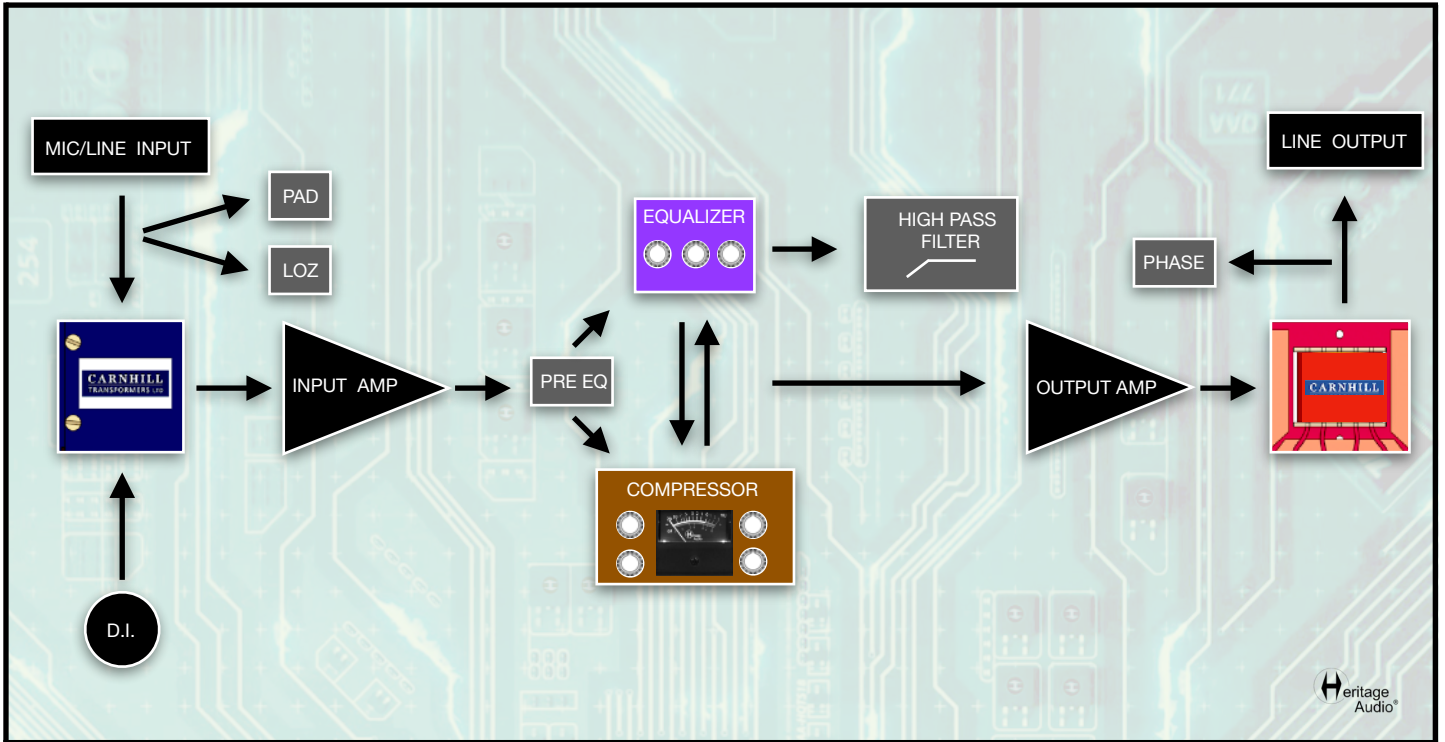 MIC/LINE INPUT
PAD
LOZ
CARNHILL
TRANSFORMERS LTD
D.I.
INPUT AMP
PRE EQ
EQUALIZER
COMPRESSOR
HIGH PASS
FILTER
OUTPUT AMP
CARNHILL
PHASE
LINE OUTPUT
254
Heritage
Audio®